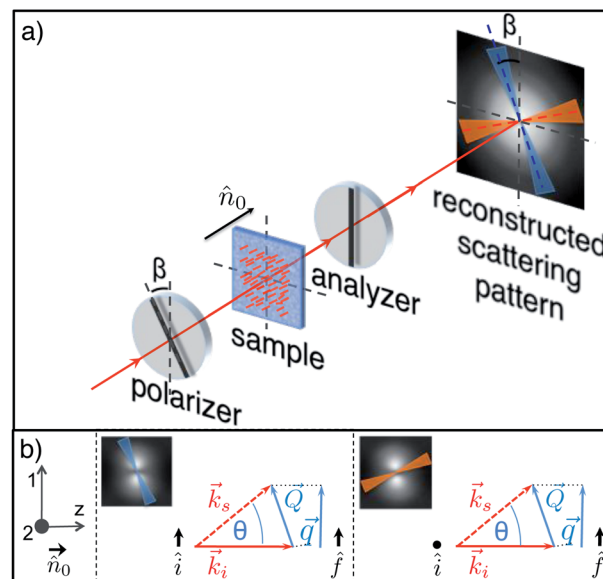 a)
β
n̂₀
β
polarizer
sample
analyzer
reconstructed
scattering
pattern
b)
1
2
z
n̂₀
k⃗ₛ
Q⃗
θ
q⃗
î
k⃗ᵢ
f̂
k⃗ₛ
Q⃗
θ
q⃗
î
k⃗ᵢ
f̂